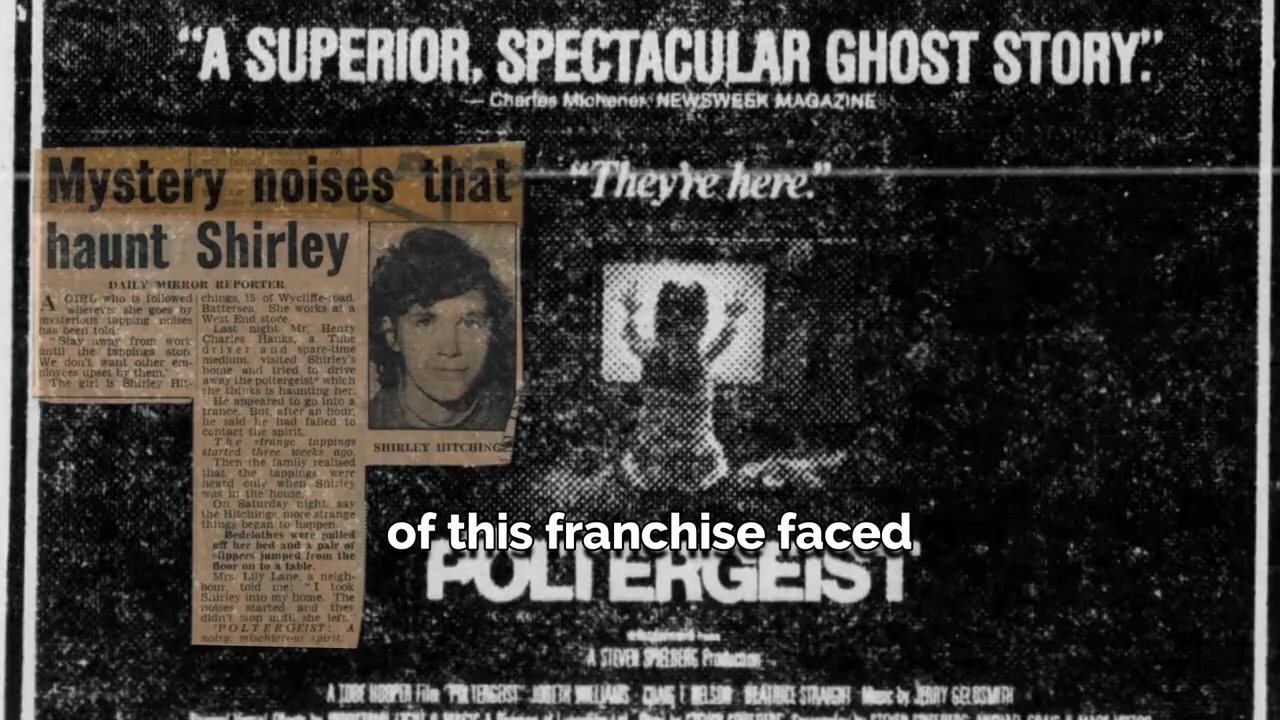 “A SUPERIOR, SPECTACULAR GHOST STORY.”
— Charles Michener, NEWSWEEK MAGAZINE
“They’re here.”
Mystery noises that
haunt Shirley
DAILY MIRROR REPORTER
A GIRL who is followed
wherever she goes by
mysterious tapping noises
has been told:
“Stay away from work
until the tappings stop.
We don't want other em-
ployees upset by them.”
The girl is Shirley Hit-
chings, 15 of Wycliffe-road,
Battersea. She works at a
West End store.
Last night Mr. Henry
Charles Hanks, a Tube
driver and spare-time
medium, visited Shirley's
home and tried to drive
away the poltergeist* which
she thinks is haunting her.
He appeared to go into a
trance. But, after an hour,
he said he had failed to
contact the spirit.
The strange tappings
started three weeks ago.
Then the family realised
that the tappings were
heard only when Shirley
was in the house.
On Saturday night, say
the Hitchings, more strange
things began to happen.
Bedclothes were pulled
off her bed and a pair of
slippers jumped from the
floor on to a table.
Mrs. Lily Lane, a neigh-
bour, told me: “I took
Shirley into my home. The
noises started and they
didn't stop until she left.”
*POLTERGEIST: A
noisy, mischievous spirit.
SHIRLEY HITCHINGS
of this franchise faced
POLTERGEIST
A STEVEN SPIELBERG Production
A TOBE HOOPER Film “POLTERGEIST” JOBETH WILLIAMS CRAIG T. NELSON BEATRICE STRAIGHT Music by JERRY GOLDSMITH